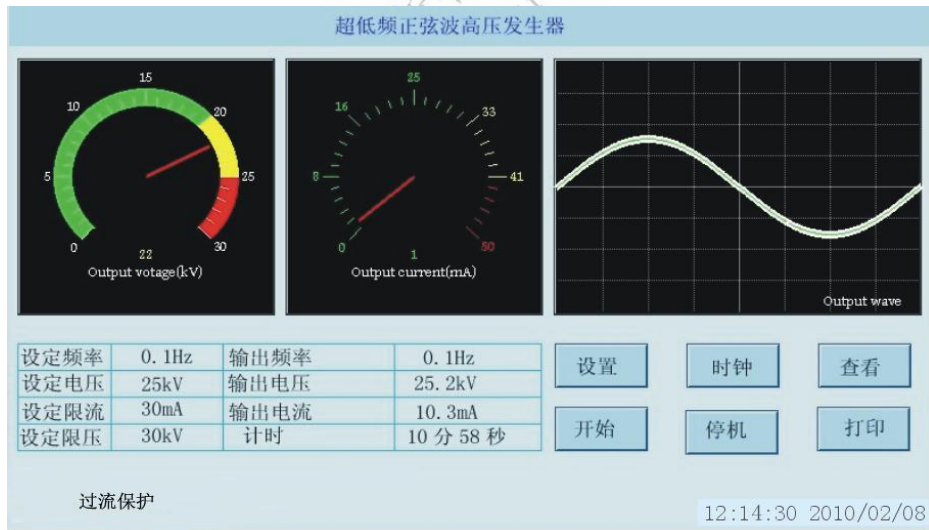 超低频正弦波高压发生器
0
5
10
15
20
25
30
22
Output votage(kV)
0
8
16
25
33
41
50
1
Output current(mA)
Output wave
设定频率 0.1Hz 输出频率 0.1Hz
设定电压 25kV 输出电压 25.2kV
设定限流 30mA 输出电流 10.3mA
设定限压 30kV 计时 10分58秒
设置 时钟 查看
开始 停机 打印
过流保护
12:14:30 2010/02/08